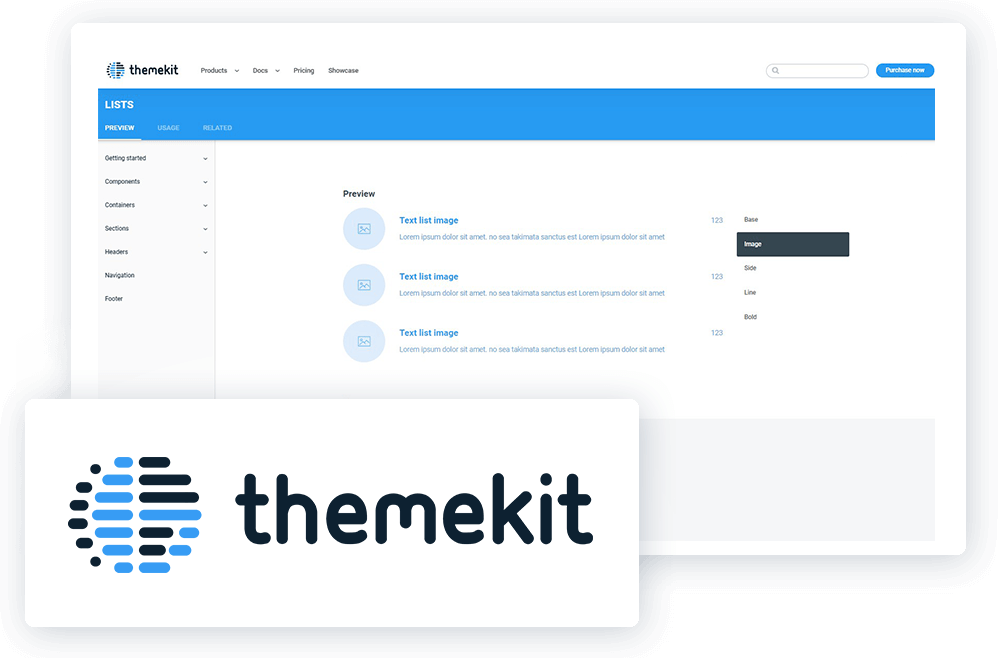 themekit
Products Docs Pricing Showcase
Purchase now
LISTS
PREVIEW USAGE RELATED
Getting started
Components
Containers
Sections
Headers
Navigation
Footer
Preview
Text list image 123
Lorem ipsum dolor sit amet. no sea takimata sanctus est Lorem ipsum dolor sit amet
Text list image 123
Lorem ipsum dolor sit amet. no sea takimata sanctus est Lorem ipsum dolor sit amet
Text list image 123
Lorem ipsum dolor sit amet. no sea takimata sanctus est Lorem ipsum dolor sit amet
Base
Image
Side
Line
Bold
themekit